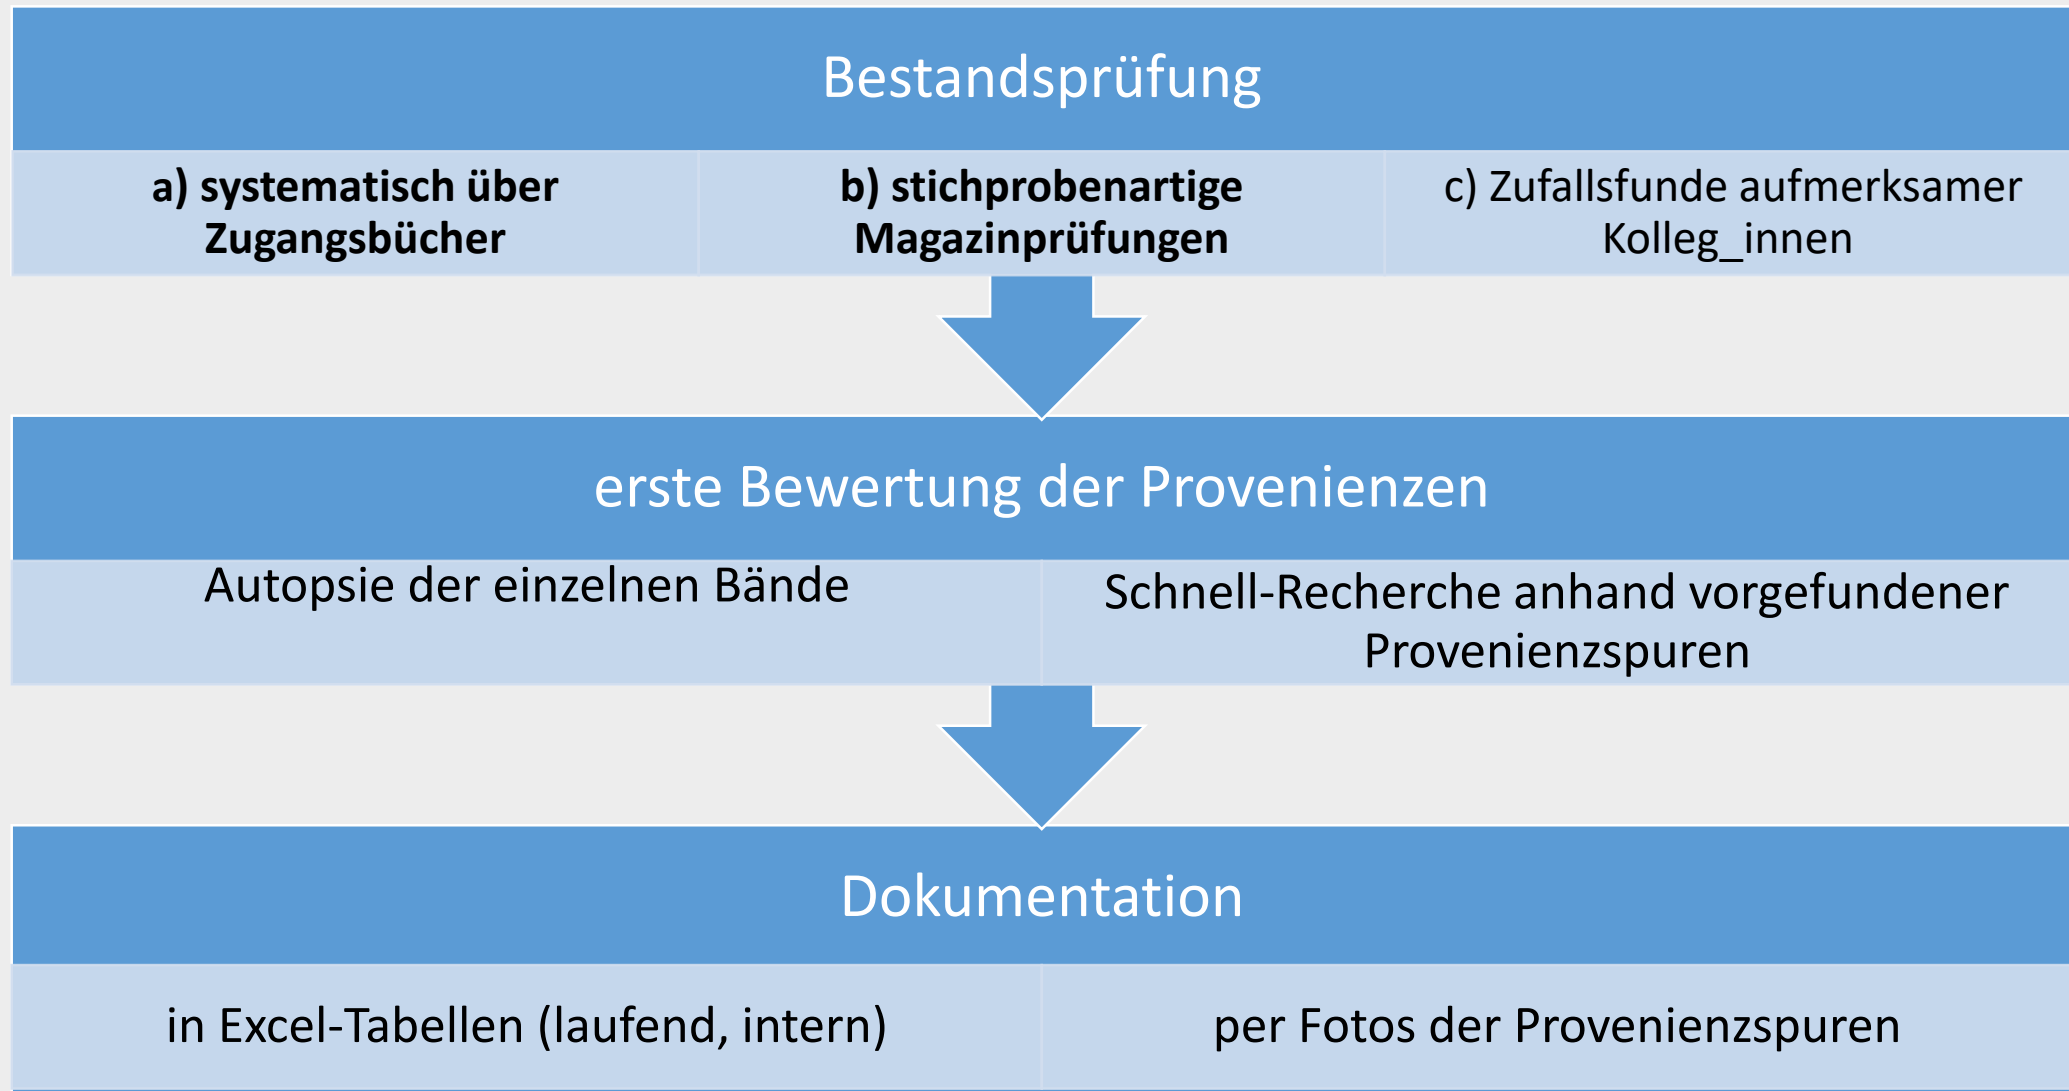 Bestandsprüfung
a) systematisch über
Zugangsbücher
b) stichprobenartige
Magazinprüfungen
c) Zufallsfunde aufmerksamer
Kolleg_innen
erste Bewertung der Provenienzen
Autopsie der einzelnen Bände
Schnell-Recherche anhand vorgefundener
Provenienzspuren
Dokumentation
in Excel-Tabellen (laufend, intern)
per Fotos der Provenienzspuren